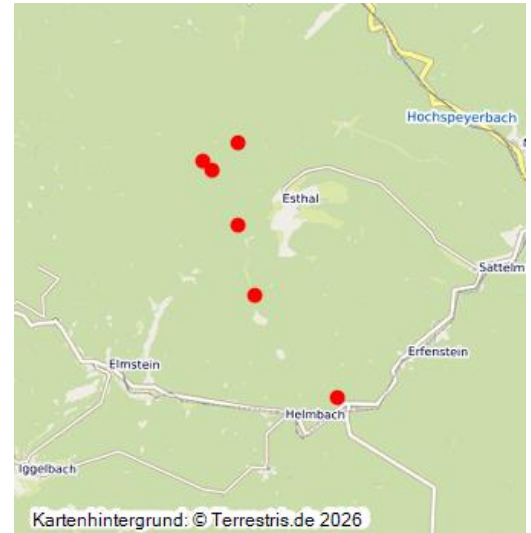 Hochspeyerbach
Esthal
Sattelm
Erfenstein
Elmstein
Helmbach
Iggelbach
Kartenhintergrund: © Terrestris.de 2026